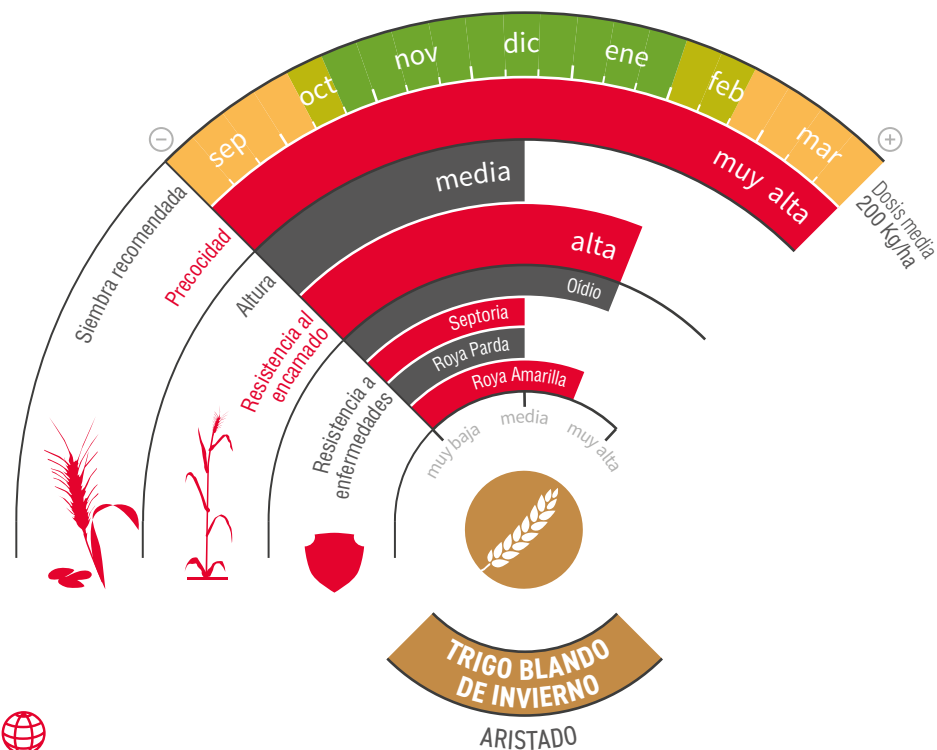 sep
oct
nov
dic
ene
feb
mar
−
+
Siembra recomendada
Dosis media
200 Kg/ha
Precocidad
muy alta
Altura
media
Resistencia al
encamado
alta
Resistencia a
enfermedades
Oídio
Septoria
Roya Parda
Roya Amarilla
muy baja
media
muy alta
TRIGO BLANDO
DE INVIERNO
ARISTADO